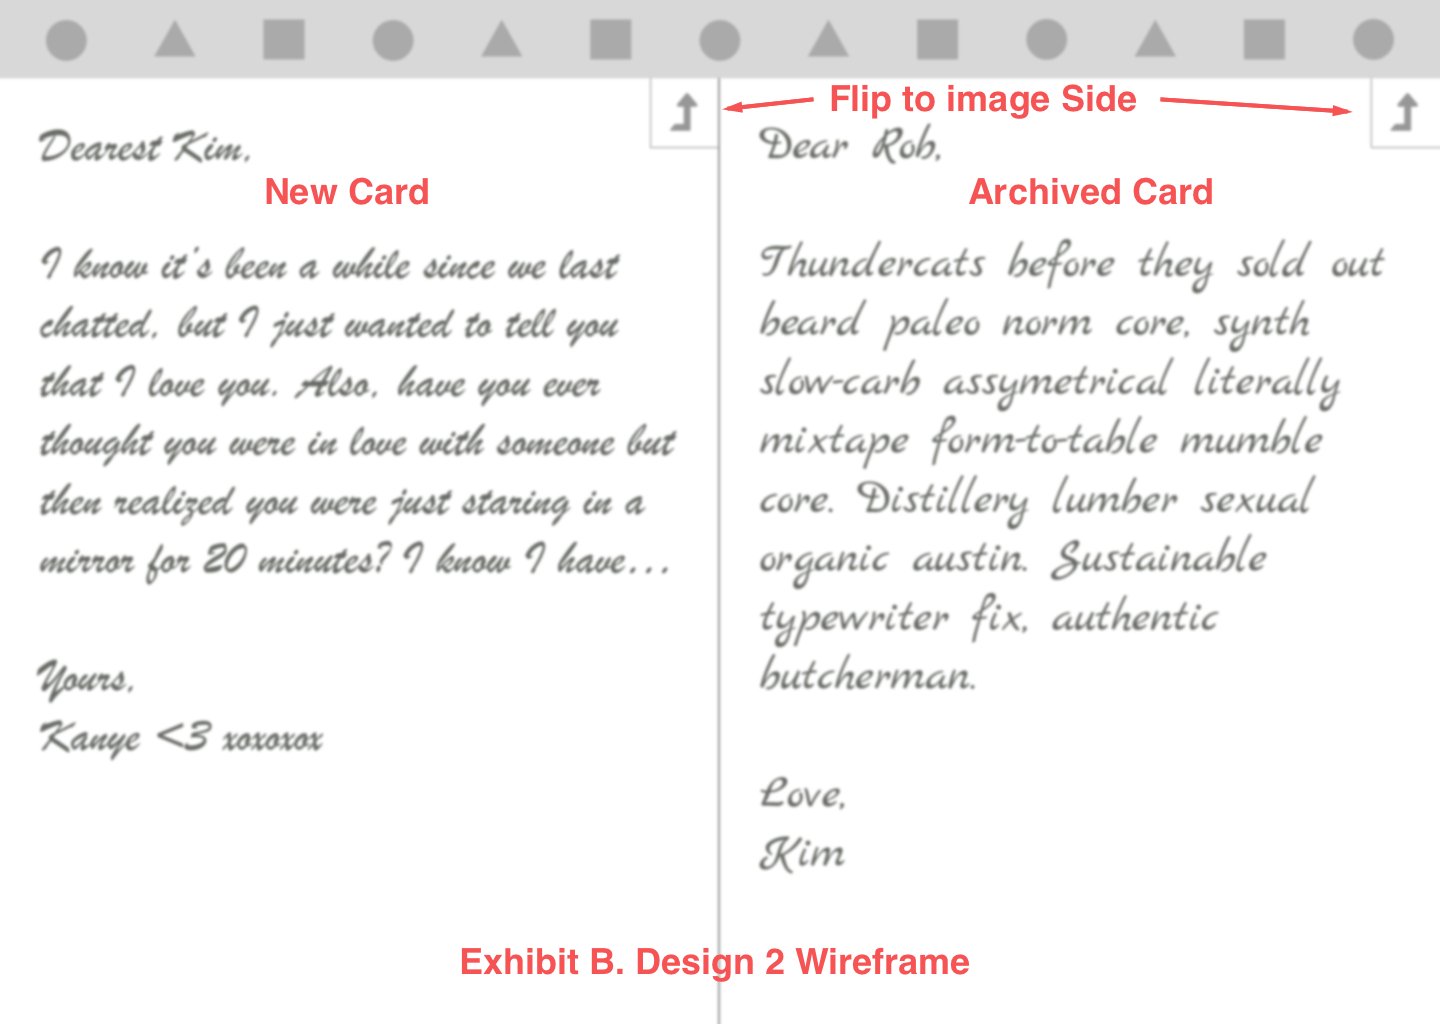 Flip to image Side
Dearest Kim,
New Card
I know it's been a while since we last
chatted, but I just wanted to tell you
that I love you. Also, have you ever
thought you were in love with someone but
then realized you were just staring in a
mirror for 20 minutes? I know I have...
Yours,
Kanye <3 xoxoxox
Dear Rob,
Archived Card
Thundercats before they sold out
beard paleo norm core, synth
slow-carb assymetrical literally
mixtape form-to-table mumble
core. Distillery lumber sexual
organic austin. Sustainable
typewriter fix, authentic
butcherman.
Love,
Kim
Exhibit B. Design 2 Wireframe